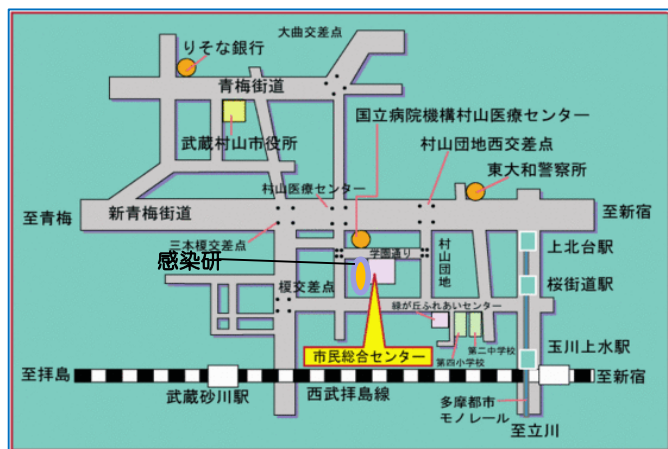 大曲交差点
りそな銀行
青梅街道
国立病院機構村山医療センター
武蔵村山市役所
村山団地西交差点
東大和警察所
村山医療センター
至青梅
新青梅街道
至新宿
三本榎交差点
学園通り
村山団地
上北台駅
感染研
榎交差点
桜街道駅
緑が丘ふれあいセンター
市民総合センター
第二中学校
第四小学校
玉川上水駅
至拝島
至新宿
武蔵砂川駅
西武拝島線
多摩都市
モノレール
至立川